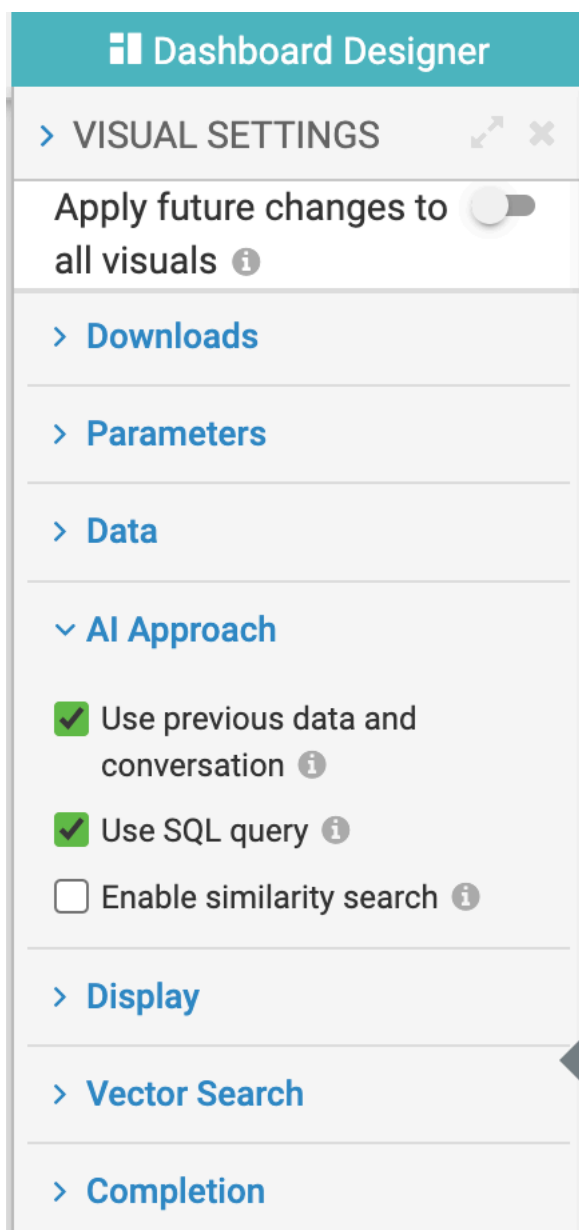 Dashboard Designer
VISUAL SETTINGS
Apply future changes to
all visuals
Downloads
Parameters
Data
AI Approach
Use previous data and
conversation
Use SQL query
Enable similarity search
Display
Vector Search
Completion